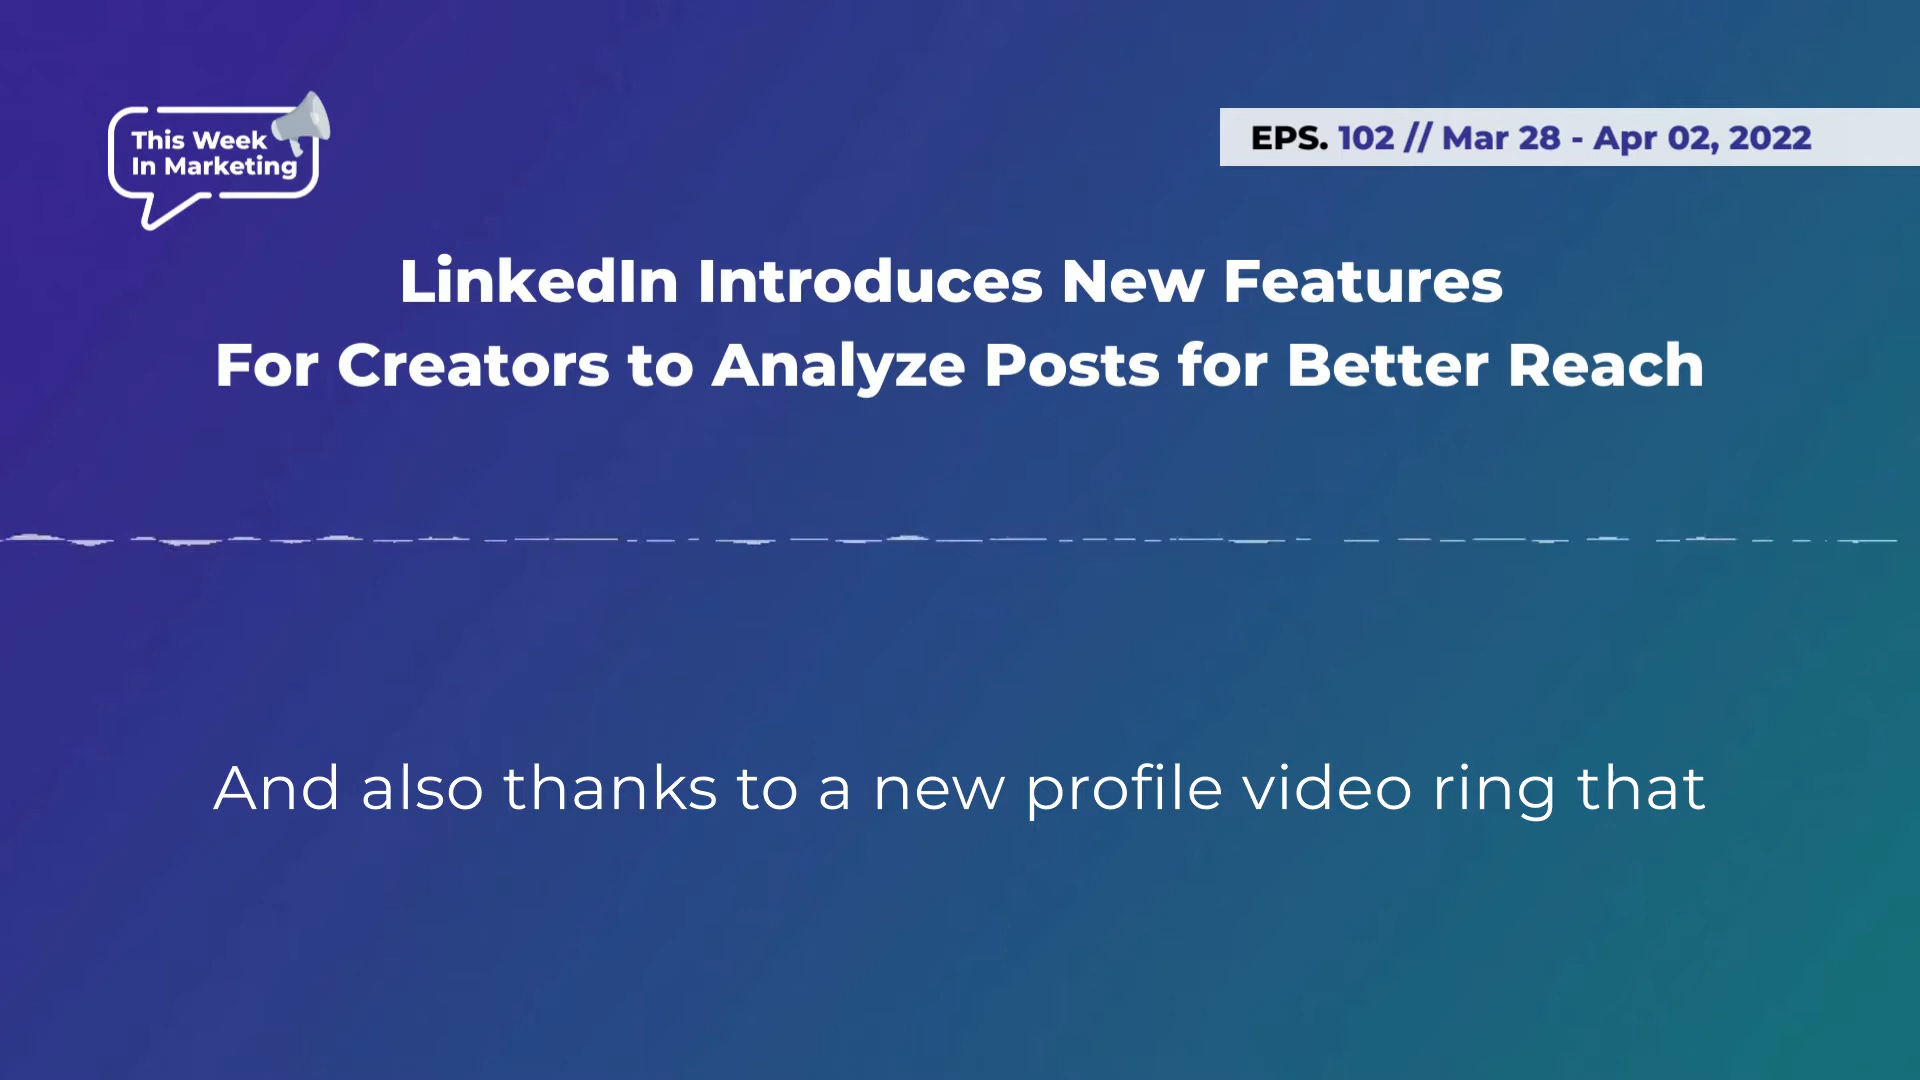 This Week
In Marketing
EPS. 102 // Mar 28 - Apr 02, 2022
LinkedIn Introduces New Features
For Creators to Analyze Posts for Better Reach
And also thanks to a new profile video ring that